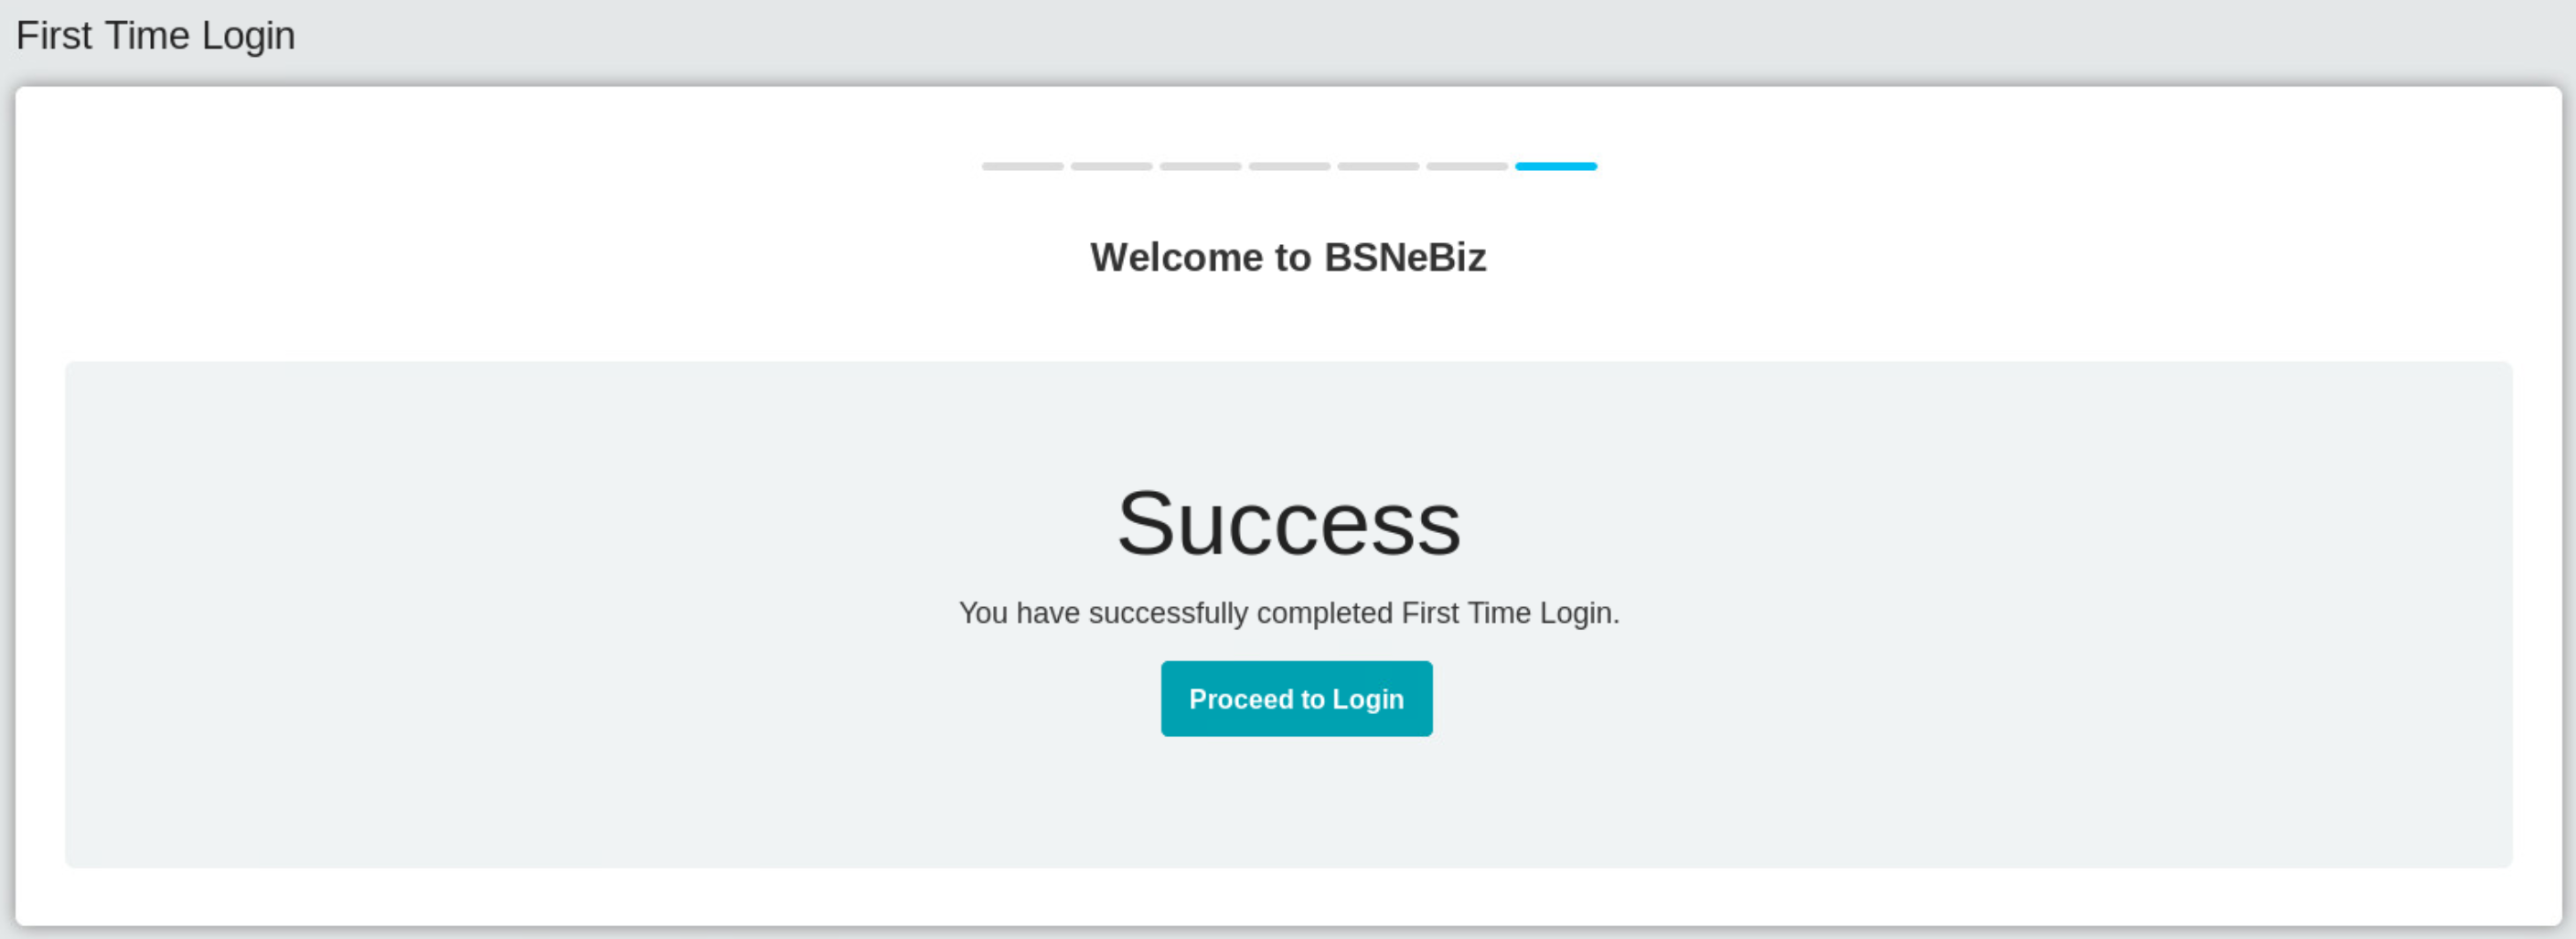 First Time Login
Welcome to BSNeBiz
Success
You have successfully completed First Time Login.
Proceed to Login